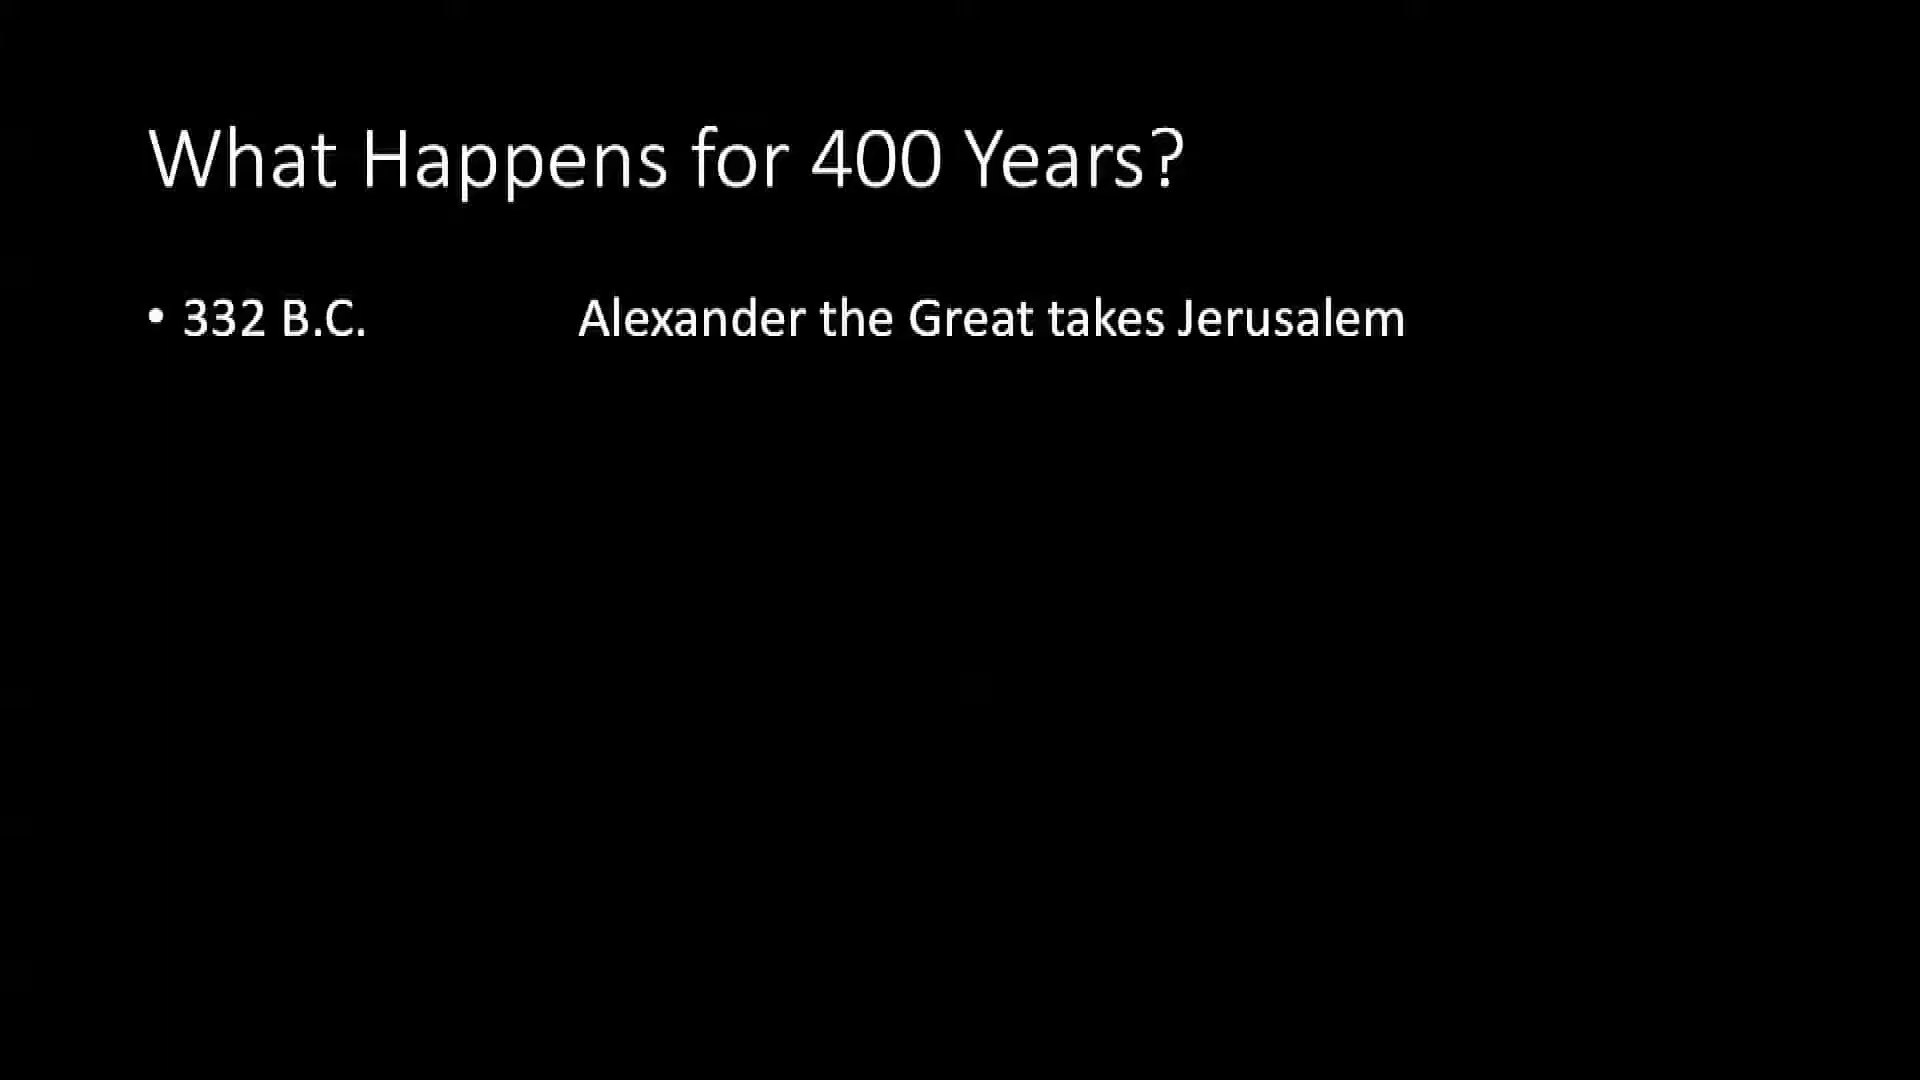 What Happens for 400 Years?
• 332 B.C. Alexander the Great takes Jerusalem